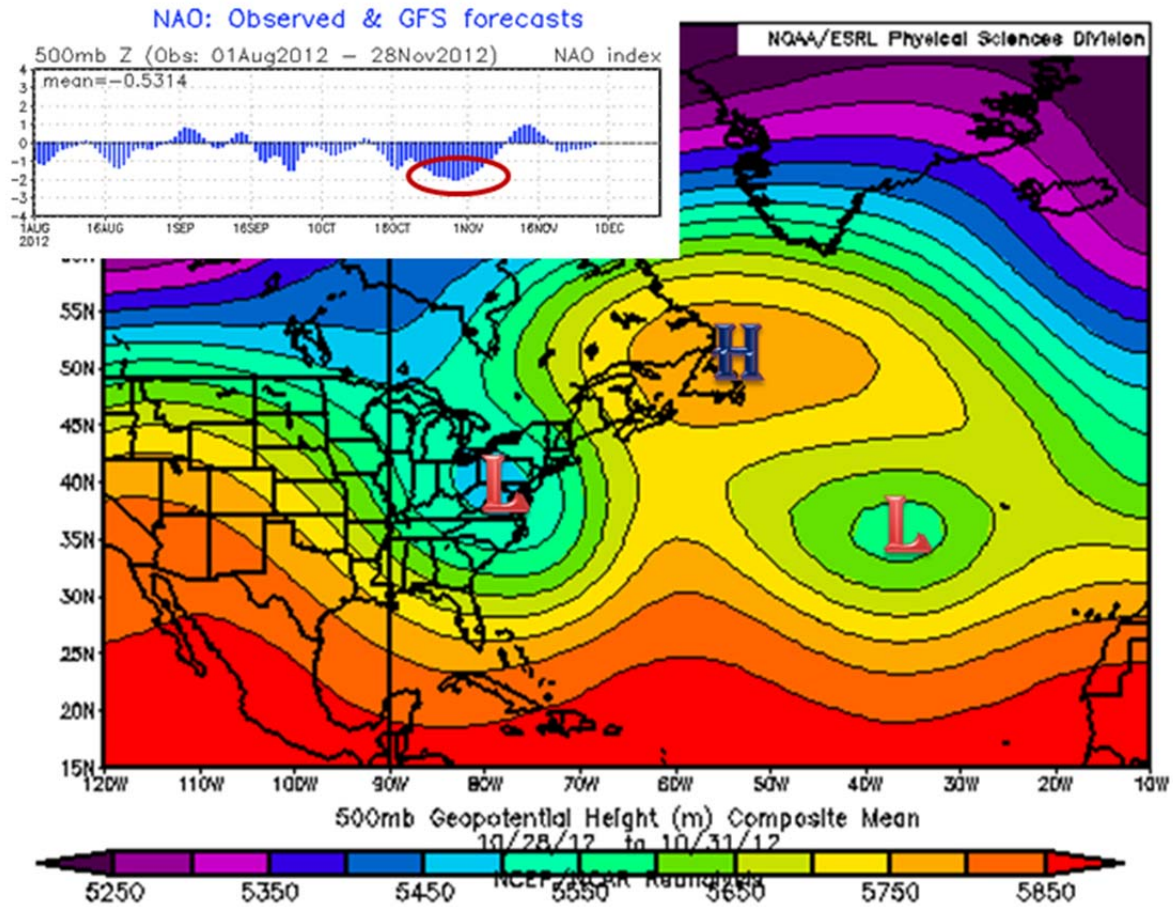 NAO: Observed & GFS forecasts
500mb Z (Obs: 01Aug2012 – 28Nov2012) NAO index
mean=-0.5314
4
3
2
1
0
-1
-2
-3
-4
1AUG 16AUG 1SEP 16SEP 1OCT 1NOV 16NOV 1DEC
2012
NOAA/ESRL Physical Sciences Division
55N
50N
45N
40N
35N
30N
25N
20N
15N
H
L
L
120W 110W 100W 90W 80W 70W 60W 50W 40W 30W 20W 10W
500mb Geopotential Height (m) Composite Mean
10/28/12 to 10/31/12
NCEP/NCAR Reanalysis
5250 5350 5450 5550 5650 5750 5850